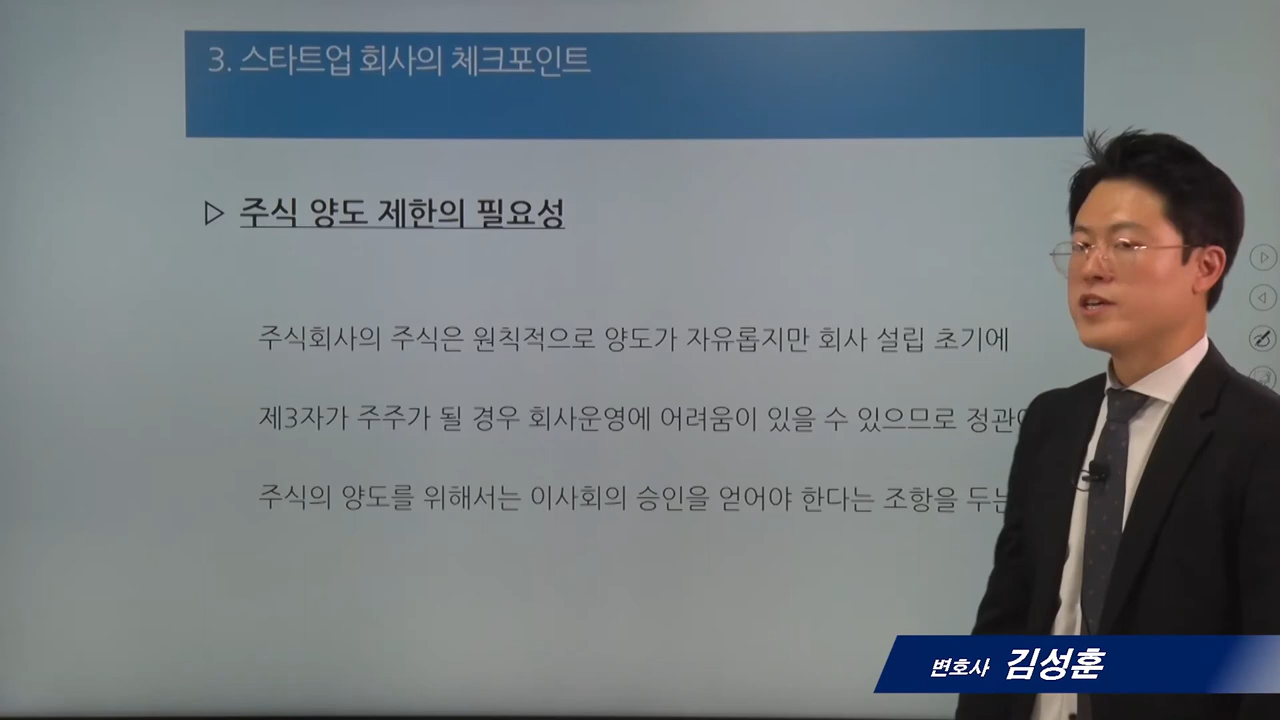 3. 스타트업 회사의 체크포인트
▷ 주식 양도 제한의 필요성
주식회사의 주식은 원칙적으로 양도가 자유롭지만 회사 설립 초기에
제3자가 주주가 될 경우 회사운영에 어려움이 있을 수 있으므로
주식의 양도를 위해서는 이사회의 승인을 얻어야 한다는 조항을
변호사 김성훈